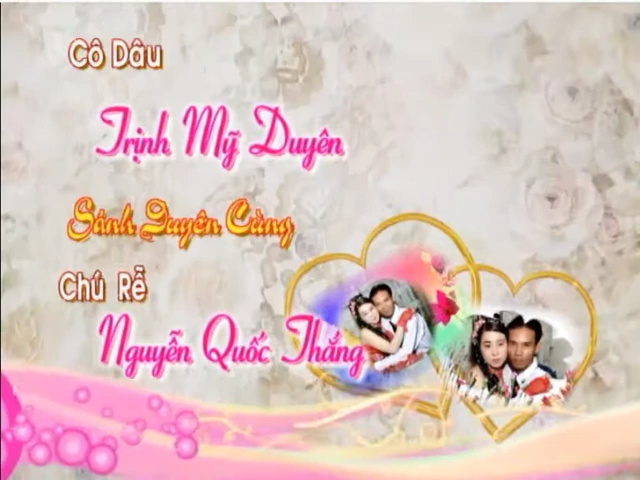 Cô Dâu
Trịnh Mỹ Duyên
Sánh Duyên Cùng
Chú Rễ
Nguyễn Quốc Thắng